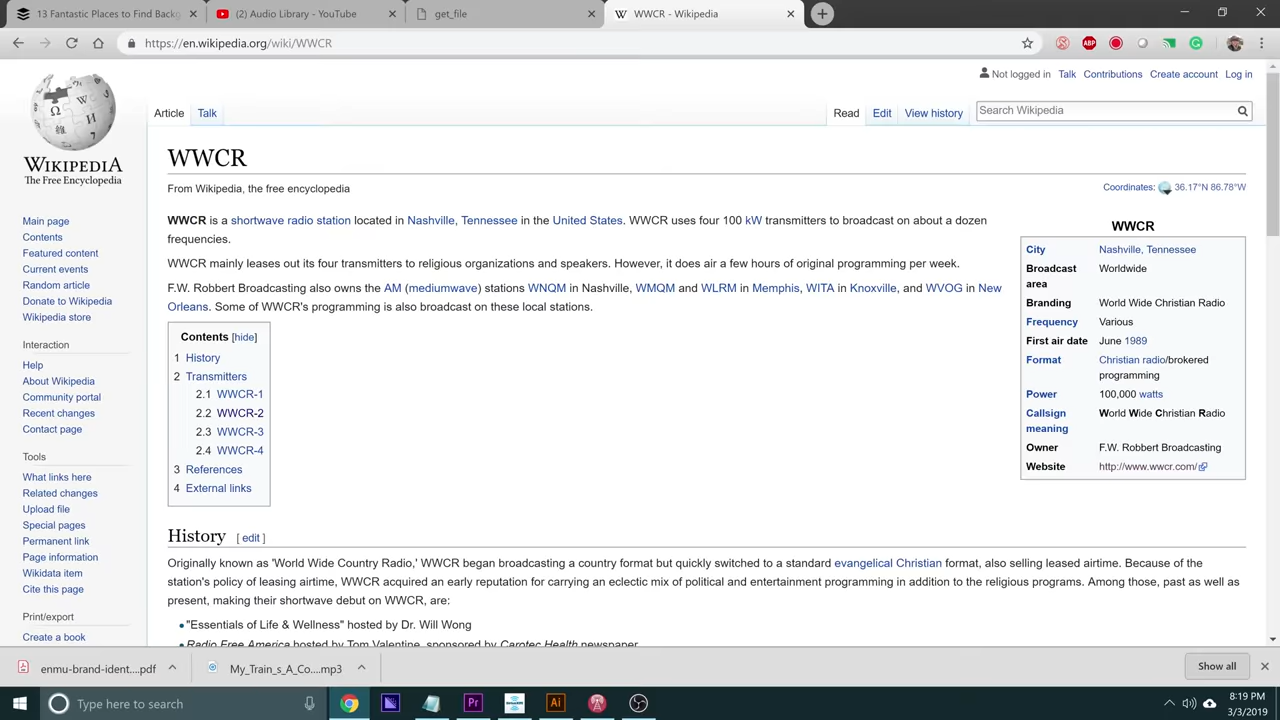 13 Fantastic Places to Find Backg
(2) Audio Library - YouTube
get_file
WWCR - Wikipedia
https://en.wikipedia.org/wiki/WWCR
ABP
Not logged in Talk Contributions Create account Log in
Article Talk
Read Edit View history
Search Wikipedia
WIKIPEDIA
The Free Encyclopedia
Main page
Contents
Featured content
Current events
Random article
Donate to Wikipedia
Wikipedia store
Interaction
Help
About Wikipedia
Community portal
Recent changes
Contact page
Tools
What links here
Related changes
Upload file
Special pages
Permanent link
Page information
Wikidata item
Cite this page
Print/export
Create a book
WWCR
From Wikipedia, the free encyclopedia
Coordinates: 36.17°N 86.78°W
WWCR is a shortwave radio station located in Nashville, Tennessee in the United States. WWCR uses four 100 kW transmitters to broadcast on about a dozen
frequencies.
WWCR mainly leases out its four transmitters to religious organizations and speakers. However, it does air a few hours of original programming per week.
F.W. Robbert Broadcasting also owns the AM (mediumwave) stations WNQM in Nashville, WMQM and WLRM in Memphis, WITA in Knoxville, and WVOG in New
Orleans. Some of WWCR's programming is also broadcast on these local stations.
Contents [hide]
1 History
2 Transmitters
2.1 WWCR-1
2.2 WWCR-2
2.3 WWCR-3
2.4 WWCR-4
3 References
4 External links
WWCR
City Nashville, Tennessee
Broadcast Worldwide
area
Branding World Wide Christian Radio
Frequency Various
First air date June 1989
Format Christian radio/brokered
programming
Power 100,000 watts
Callsign World Wide Christian Radio
meaning
Owner F.W. Robbert Broadcasting
Website http://www.wwcr.com/
History [ edit ]
Originally known as 'World Wide Country Radio,' WWCR began broadcasting a country format but quickly switched to a standard evangelical Christian format, also selling leased airtime. Because of the
station's policy of leasing airtime, WWCR acquired an early reputation for carrying an eclectic mix of political and entertainment programming in addition to the religious programs. Among those, past as well as
present, making their shortwave debut on WWCR, are:
• "Essentials of Life & Wellness" hosted by Dr. Will Wong
• Radio Free America hosted by Tom Valentine, sponsored by Carotec Health newspaper
enmu-brand-ident....pdf
My_Train_s_A_Co....mp3
Show all
Type here to search
Pr
Ai
8:19 PM
3/3/2019